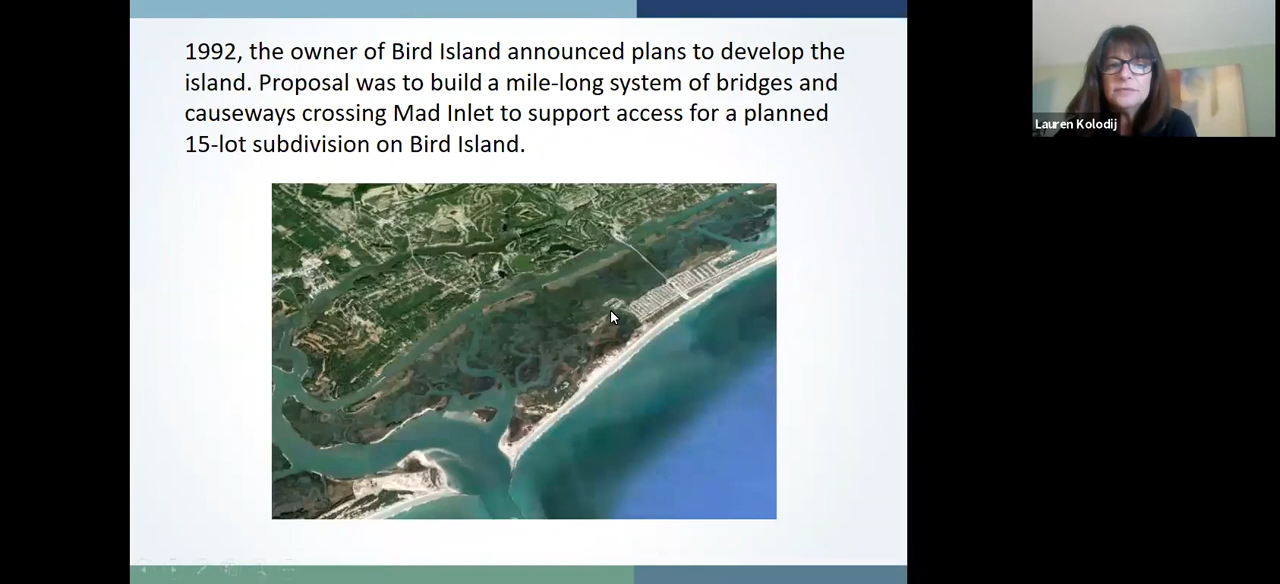 1992, the owner of Bird Island announced plans to develop the
island. Proposal was to build a mile-long system of bridges and
causeways crossing Mad Inlet to support access for a planned
15-lot subdivision on Bird Island.
Lauren Kolodij